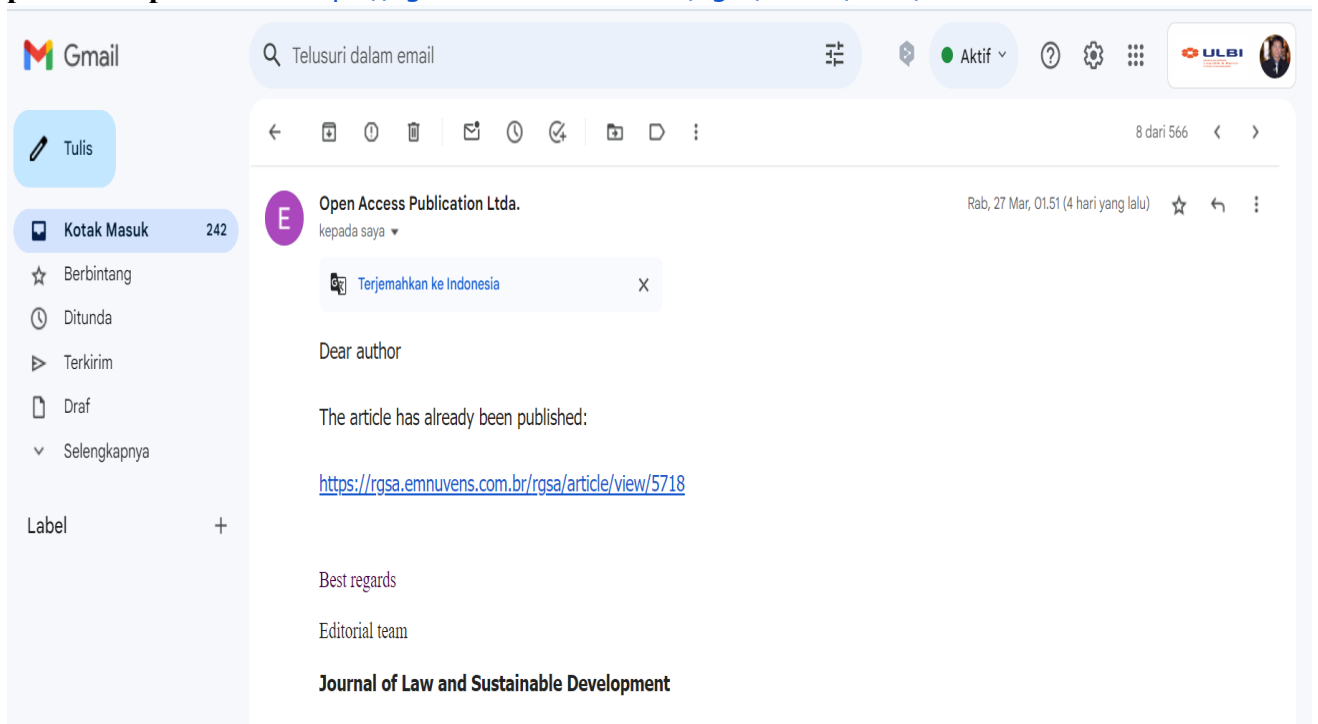 Gmail
Telusuri dalam email
Aktif
ULBI
Tulis
8 dari 566
Kotak Masuk 242
Berbintang
Ditunda
Terkirim
Draf
Selengkapnya
Label
Open Access Publication Ltda.
Rab, 27 Mar, 01.51 (4 hari yang lalu)
E
kepada saya
Terjemahkan ke Indonesia
Dear author
The article has already been published:
https://rgsa.emnuvens.com.br/rgsa/article/view/5718
Best regards
Editorial team
Journal of Law and Sustainable Development